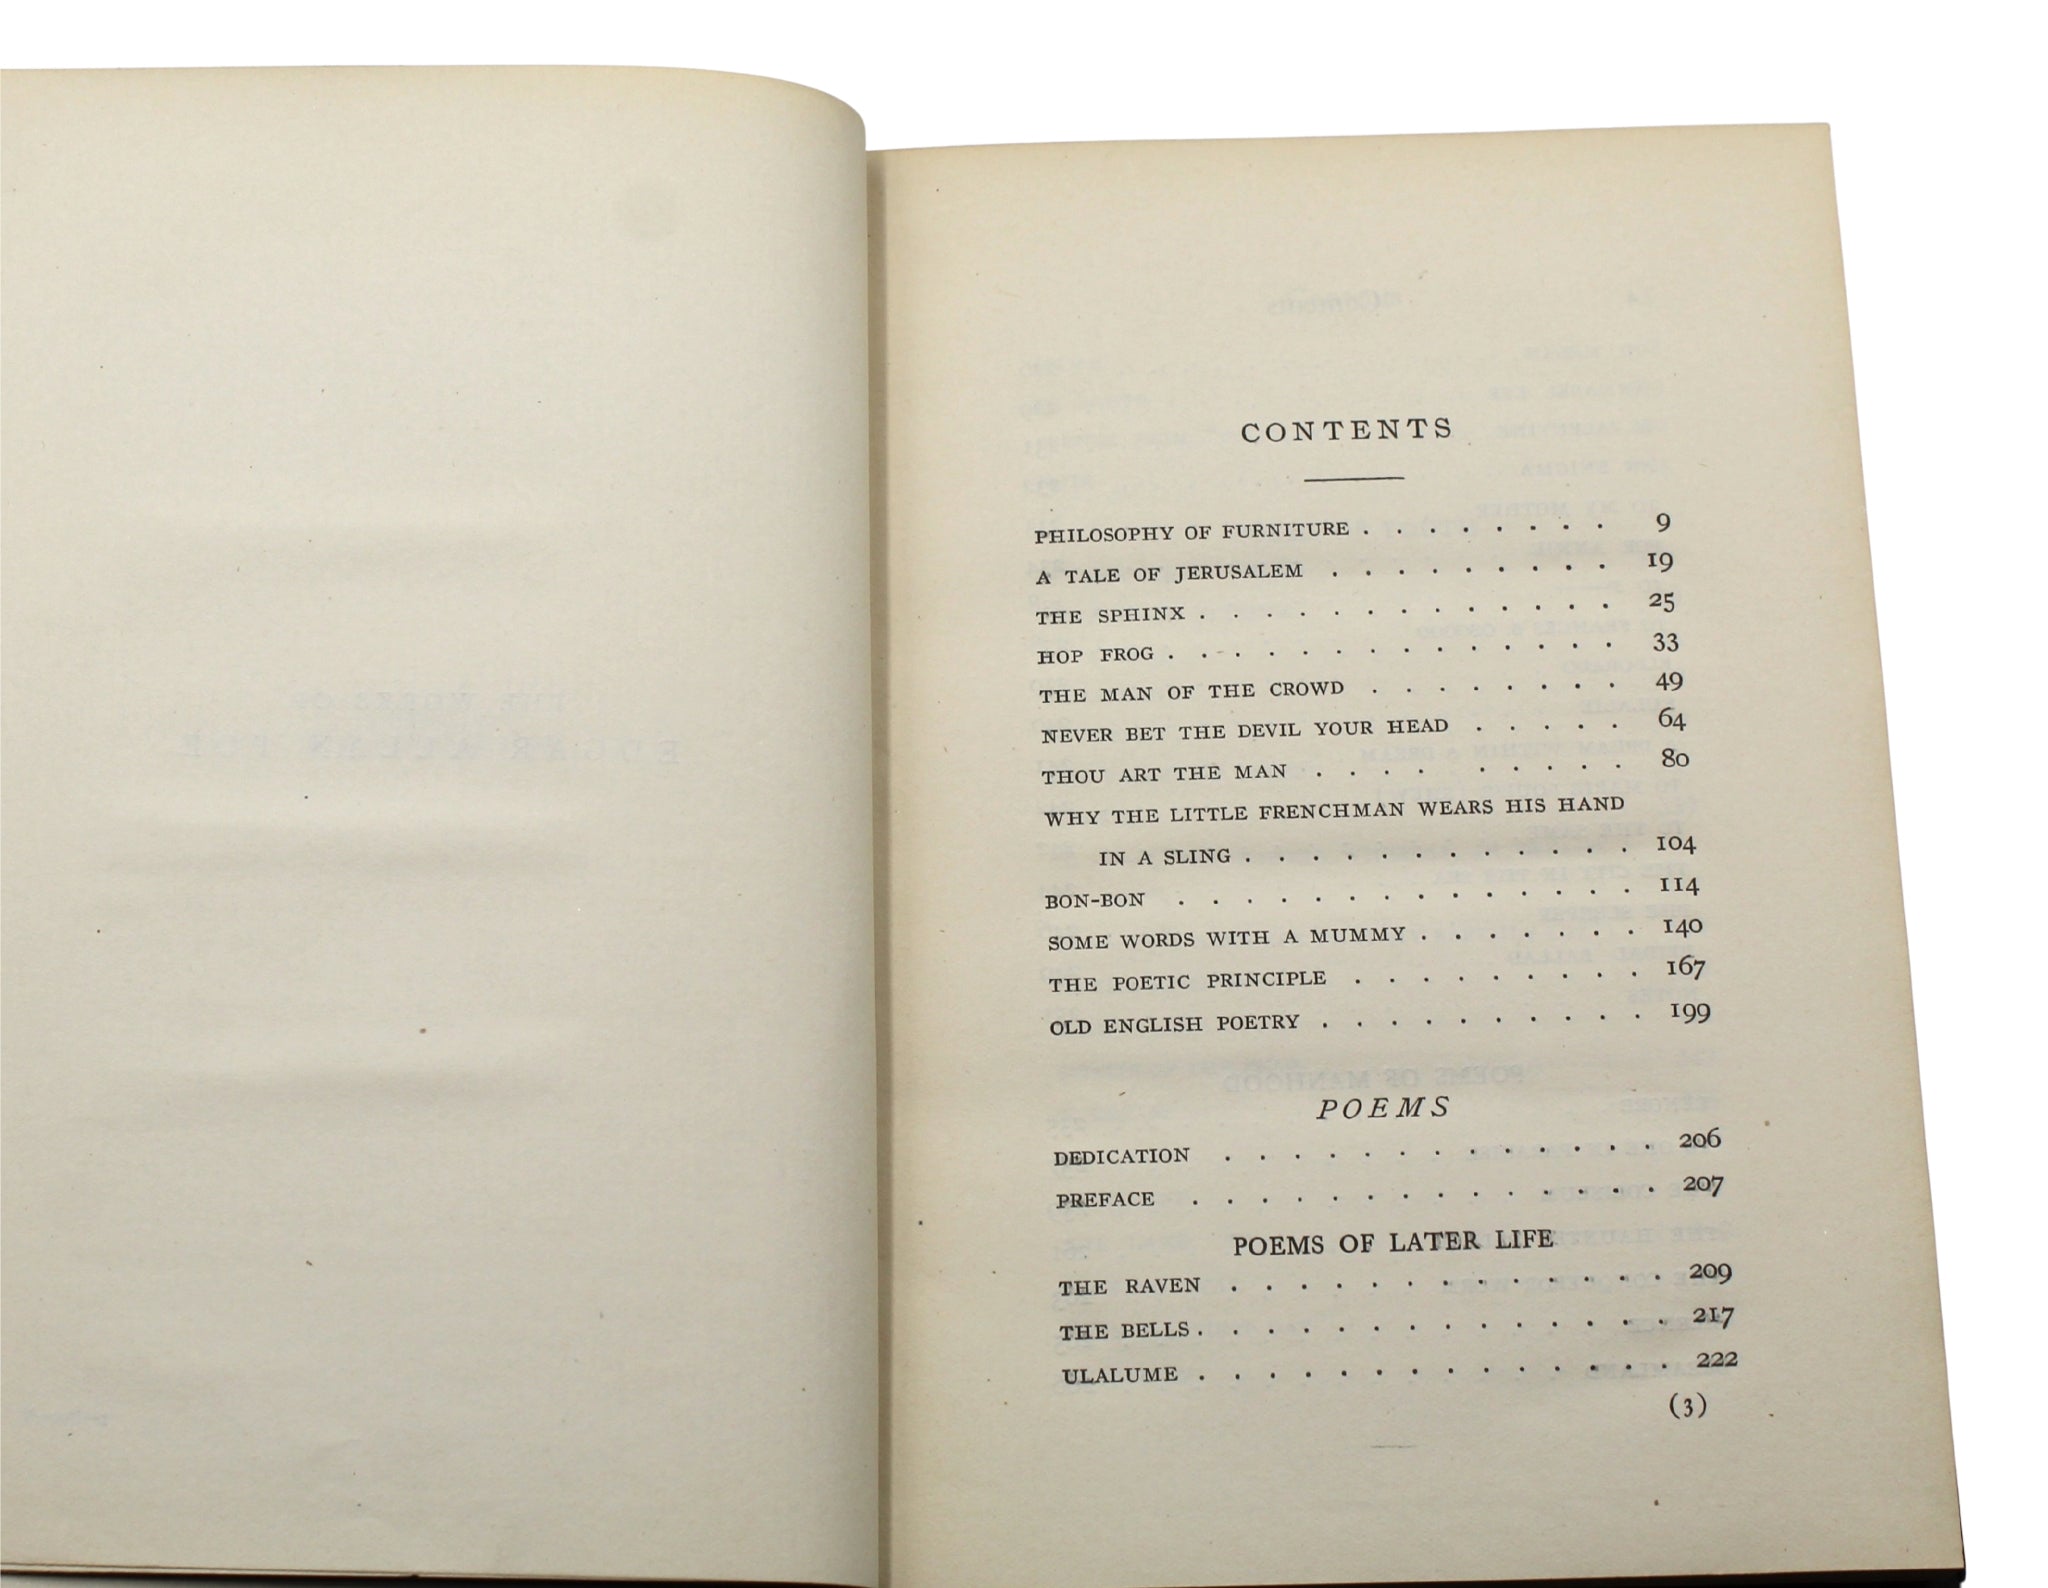 CONTENTS
PHILOSOPHY OF FURNITURE . . . . . . . . 9
A TALE OF JERUSALEM . . . . . . . . . 19
THE SPHINX . . . . . . . . . . . . . 25
HOP FROG . . . . . . . . . . . . . . 33
THE MAN OF THE CROWD . . . . . . . . 49
NEVER BET THE DEVIL YOUR HEAD . . . . . 64
THOU ART THE MAN . . . . . . . . . 80
WHY THE LITTLE FRENCHMAN WEARS HIS HAND
IN A SLING . . . . . . . . . . . . 104
BON-BON . . . . . . . . . . . . . . 114
SOME WORDS WITH A MUMMY . . . . . . . 140
THE POETIC PRINCIPLE . . . . . . . . . 167
OLD ENGLISH POETRY . . . . . . . . . . 199
POEMS
DEDICATION . . . . . . . . . . . . . 206
PREFACE . . . . . . . . . . . . . . 207
POEMS OF LATER LIFE
THE RAVEN . . . . . . . . . . . . . 209
THE BELLS . . . . . . . . . . . . . . 217
ULALUME . . . . . . . . . . . . . . 222
(3)